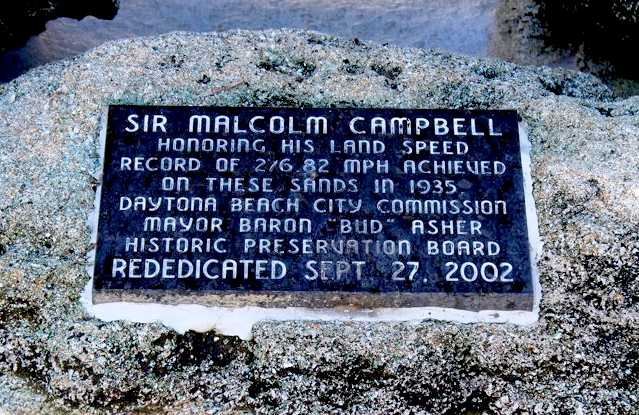 SIR MALCOLM CAMPBELL
HONORING HIS LAND SPEED
RECORD OF 276.82 MPH ACHIEVED
ON THESE SANDS IN 1935
DAYTONA BEACH CITY COMMISSION
MAYOR BARON "BUD" ASHER
HISTORIC PRESERVATION BOARD
REDEDICATED SEPT. 27, 2002